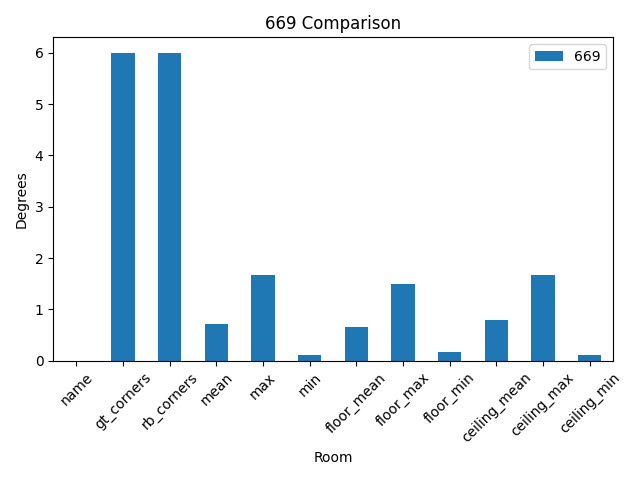 669 Comparison
669
6
5
4
3
2
1
0
Degrees
name
gt_corners
rb_corners
mean
max
min
floor_mean
floor_max
floor_min
ceiling_mean
ceiling_max
ceiling_min
Room